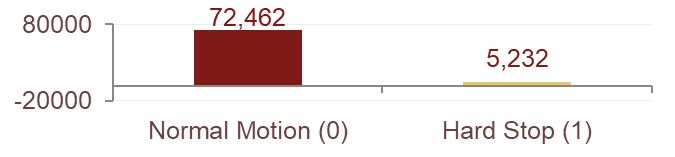 72,462
80000
5,232
-20000
Normal Motion (0)
Hard Stop (1)